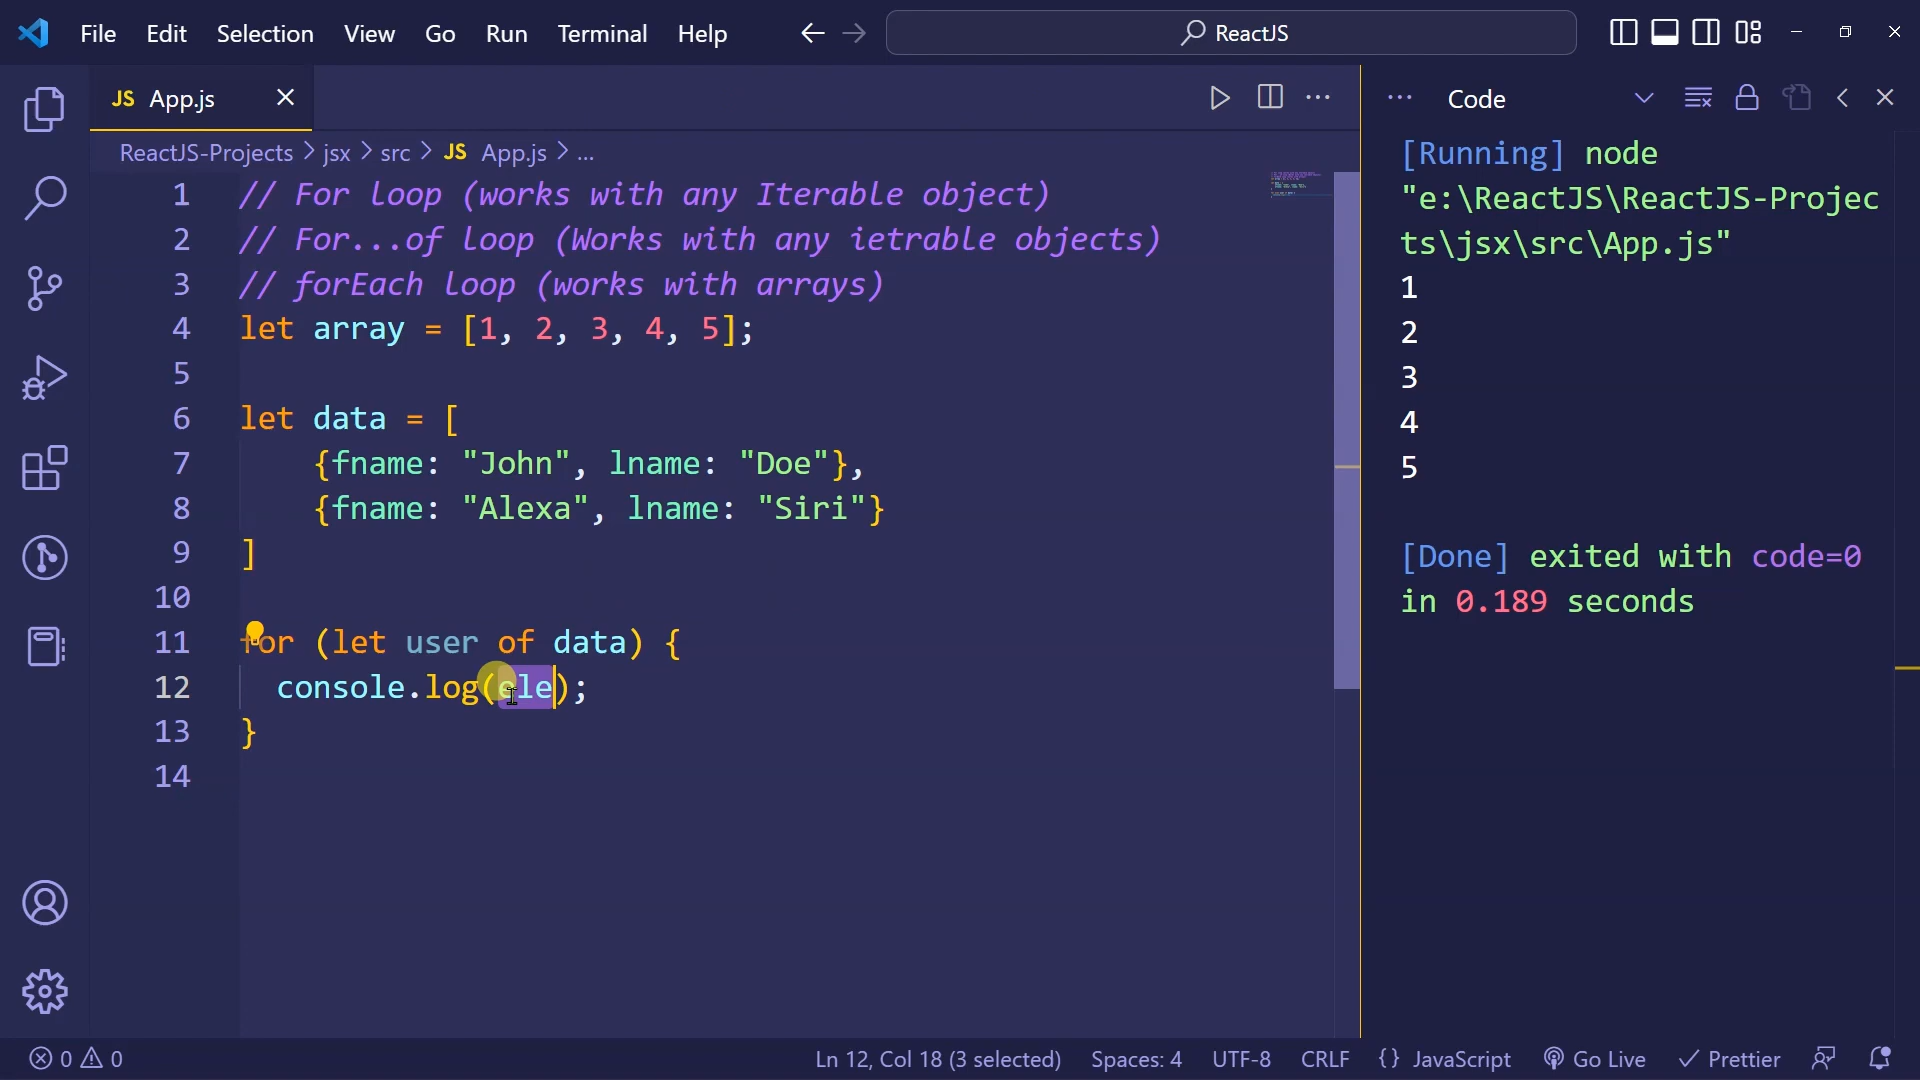 File Edit Selection View Go Run Terminal Help ReactJS
JS App.js
Code
ReactJS-Projects > jsx > src > JS App.js > ...
1 // For loop (works with any Iterable object)
2 // For...of loop (Works with any ietrable objects)
3 // forEach loop (works with arrays)
4 let array = [1, 2, 3, 4, 5];
5
6 let data = [
7 {fname: "John", lname: "Doe"},
8 {fname: "Alexa", lname: "Siri"}
9 ]
10
11 for (let user of data) {
12 console.log(ele);
13 }
14
[Running] node
"e:\ReactJS\ReactJS-Projec
ts\jsx\src\App.js"
1
2
3
4
5
[Done] exited with code=0
in 0.189 seconds
0 0 Ln 12, Col 18 (3 selected) Spaces: 4 UTF-8 CRLF {} JavaScript Go Live Prettier